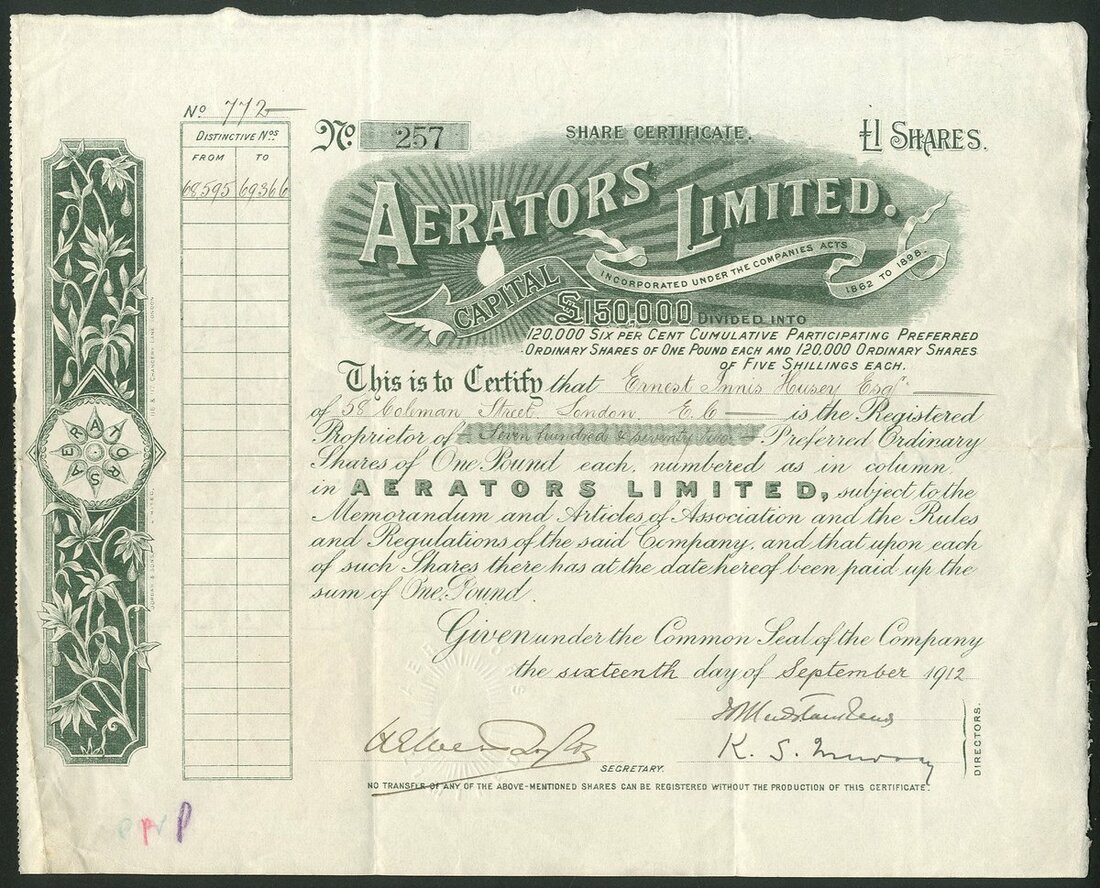 No 772
DISTINCTIVE Nos
FROM TO
68595 69366
No. 257
SHARE CERTIFICATE.
£1 SHARES.
AERATORS LIMITED.
INCORPORATED UNDER THE COMPANIES ACTS
1862 TO 1898.
CAPITAL
£150,000 DIVIDED INTO
120,000 SIX PER CENT CUMULATIVE PARTICIPATING PREFERRED
ORDINARY SHARES OF ONE POUND EACH AND 120,000 ORDINARY SHARES
OF FIVE SHILLINGS EACH.
This is to Certify that Ernest Innis Husey Esqr
of 58 Coleman Street, London, E.C is the Registered
Proprietor of Seven hundred & seventy two Preferred Ordinary
Shares of One Pound each, numbered as in column
in AERATORS LIMITED, subject to the
Memorandum and Articles of Association and the Rules
and Regulations of the said Company, and that upon each
of such Shares there has at the date hereof been paid up the
sum of One Pound.
Given under the Common Seal of the Company
the sixteenth day of September 1912
K. S. Murray
SECRETARY.
DIRECTORS.
NO TRANSFER OF ANY OF THE ABOVE-MENTIONED SHARES CAN BE REGISTERED WITHOUT THE PRODUCTION OF THIS CERTIFICATE.
AERATORS